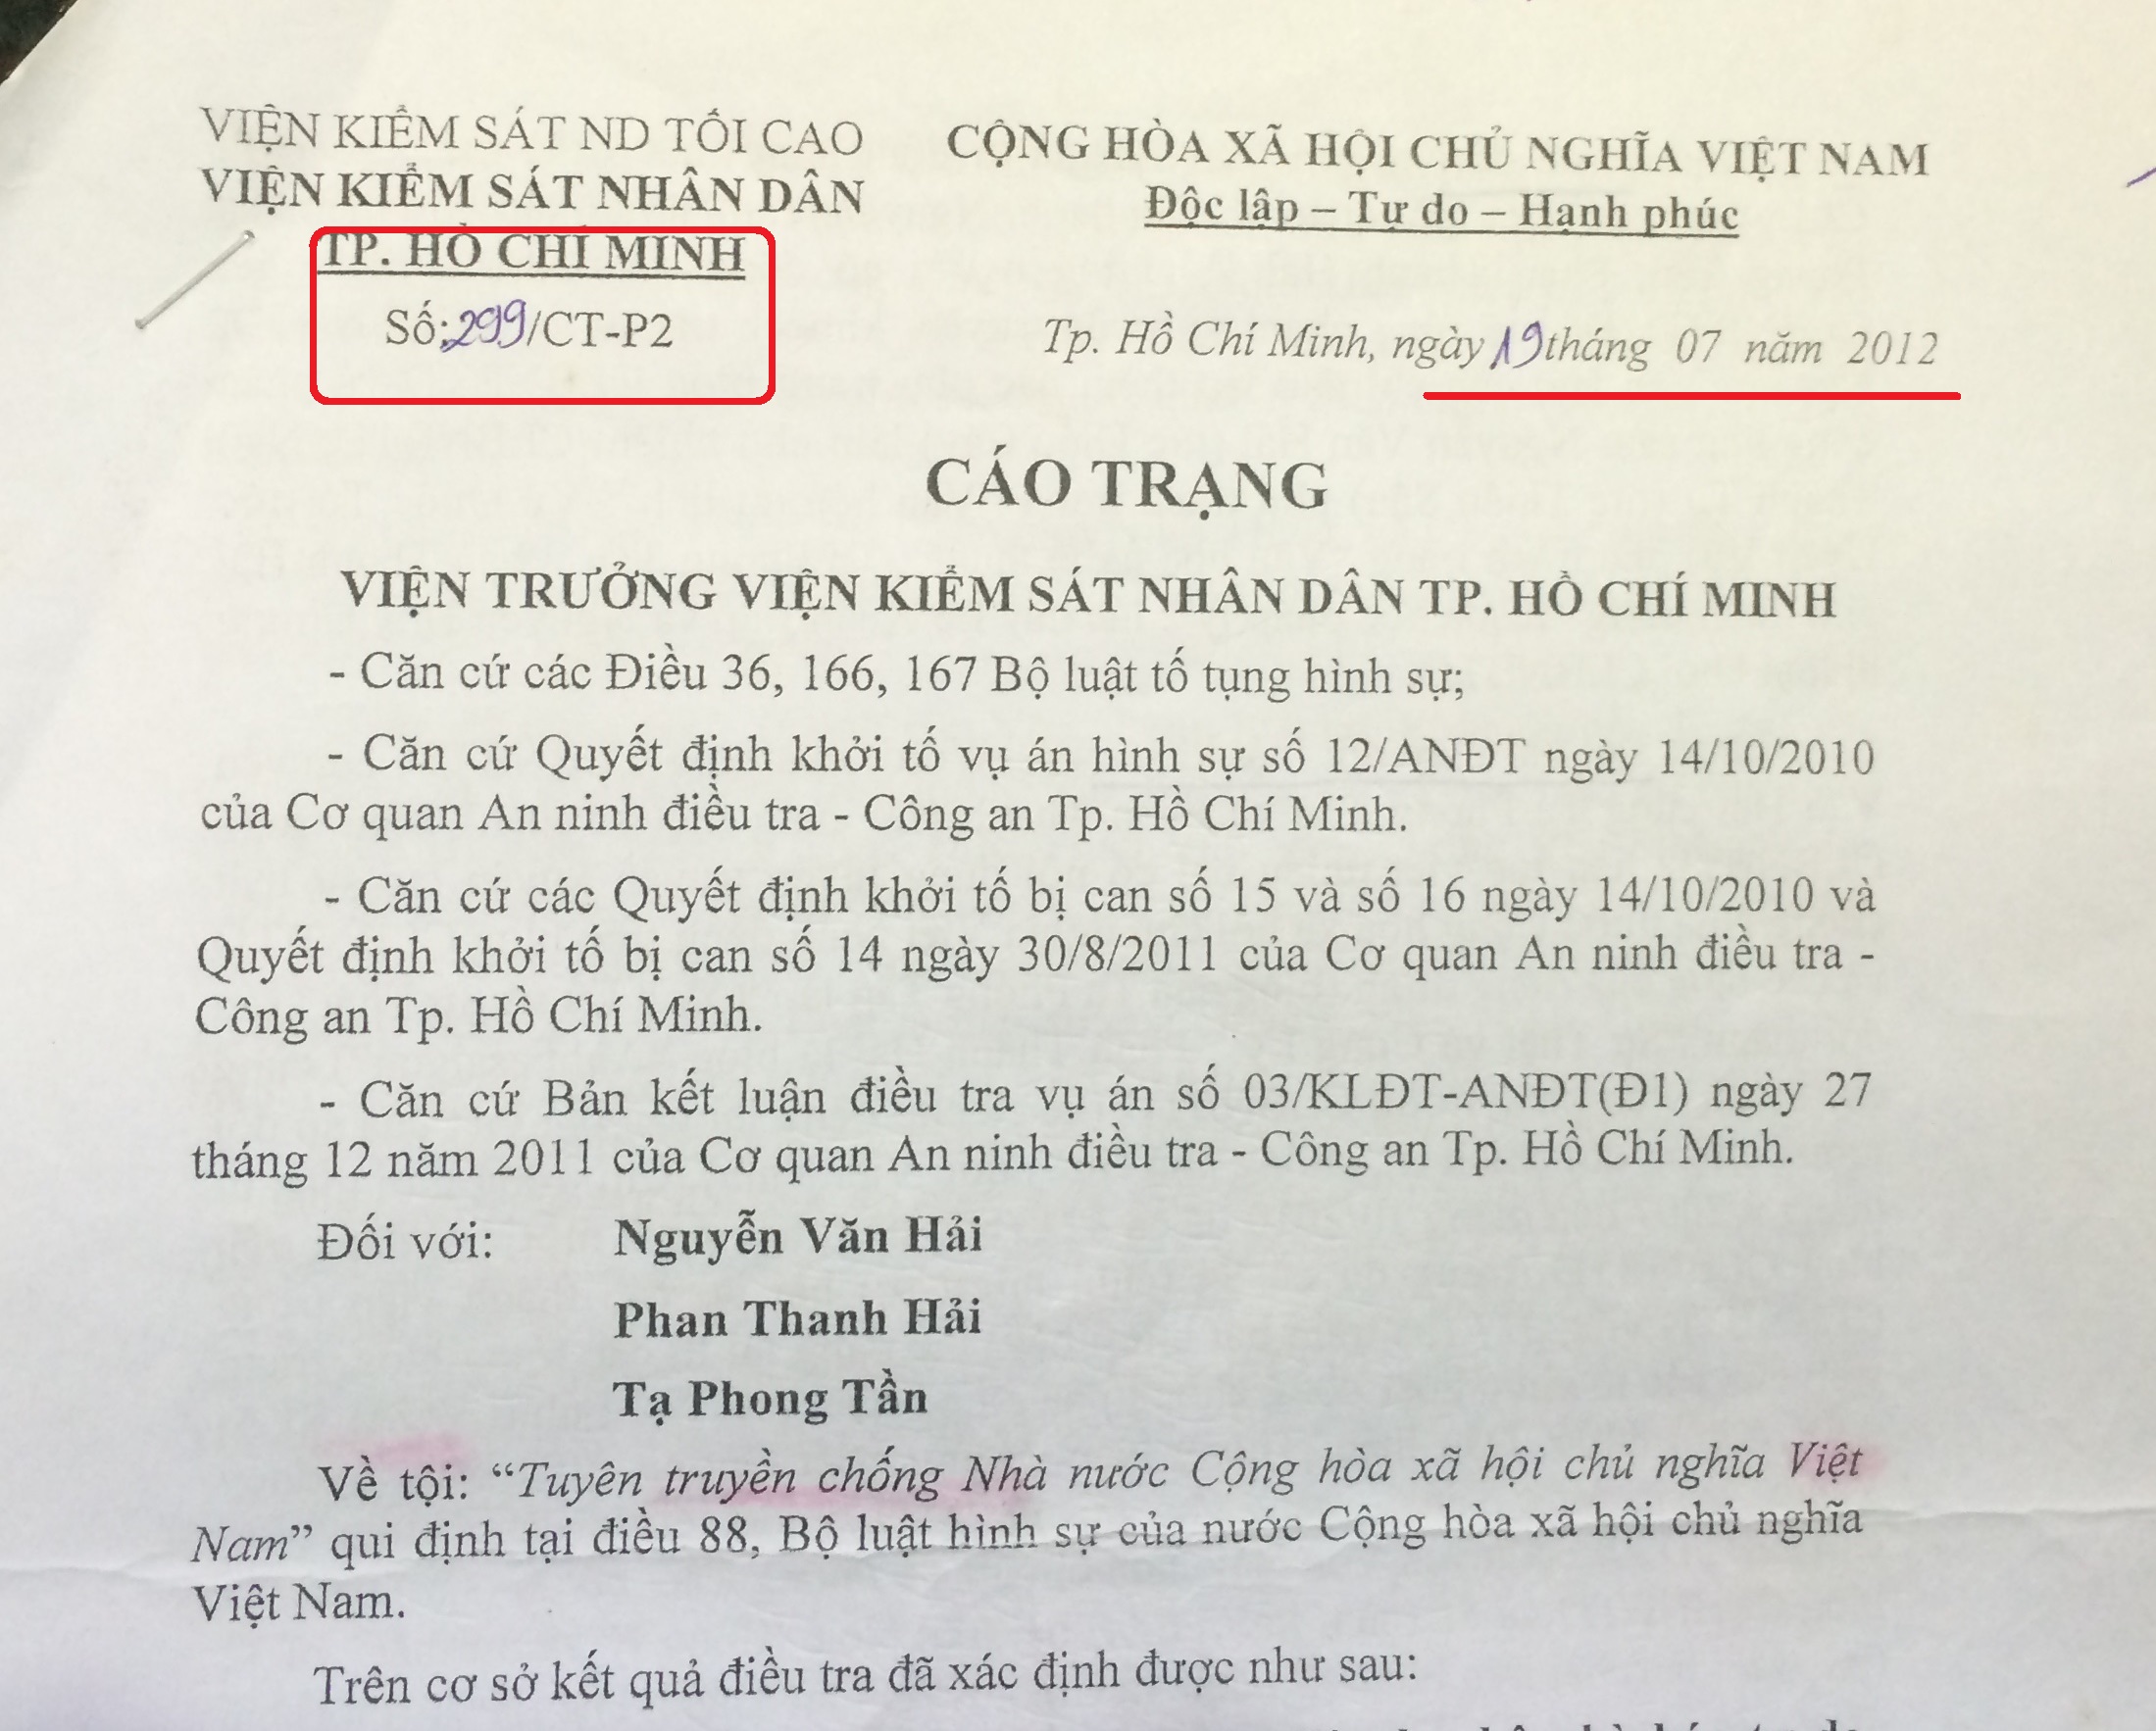 VIỆN KIỂM SÁT ND TỐI CAO
VIỆN KIỂM SÁT NHÂN DÂN
TP. HỒ CHÍ MINH
Số: 299/CT-P2
CỘNG HÒA XÃ HỘI CHỦ NGHĨA VIỆT NAM
Độc lập – Tự do – Hạnh phúc
Tp. Hồ Chí Minh, ngày 19 tháng 07 năm 2012
CÁO TRẠNG
VIỆN TRƯỞNG VIỆN KIỂM SÁT NHÂN DÂN TP. HỒ CHÍ MINH
- Căn cứ các Điều 36, 166, 167 Bộ luật tố tụng hình sự;
- Căn cứ Quyết định khởi tố vụ án hình sự số 12/ANĐT ngày 14/10/2010
của Cơ quan An ninh điều tra - Công an Tp. Hồ Chí Minh.
- Căn cứ các Quyết định khởi tố bị can số 15 và số 16 ngày 14/10/2010 và
Quyết định khởi tố bị can số 14 ngày 30/8/2011 của Cơ quan An ninh điều tra -
Công an Tp. Hồ Chí Minh.
- Căn cứ Bản kết luận điều tra vụ án số 03/KLĐT-ANĐT(Đ1) ngày 27
tháng 12 năm 2011 của Cơ quan An ninh điều tra - Công an Tp. Hồ Chí Minh.
Đối với: Nguyễn Văn Hải
Phan Thanh Hải
Tạ Phong Tần
Về tội: “Tuyên truyền chống Nhà nước Cộng hòa xã hội chủ nghĩa Việt
Nam” qui định tại điều 88, Bộ luật hình sự của nước Cộng hòa xã hội chủ nghĩa
Việt Nam.
Trên cơ sở kết quả điều tra đã xác định được như sau: